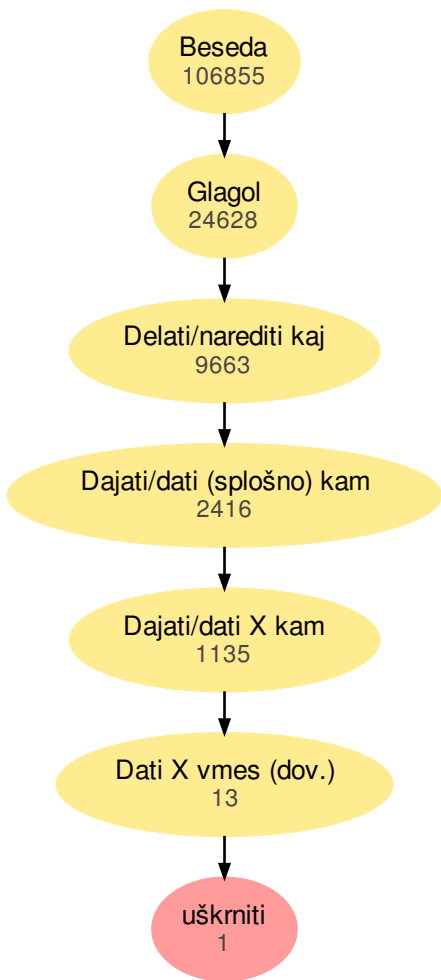 Beseda
106855
Glagol
24628
Delati/narediti kaj
9663
Dajati/dati (splošno) kam
2416
Dajati/dati X kam
1135
Dati X vmes (dov.)
13
uškrniti
1